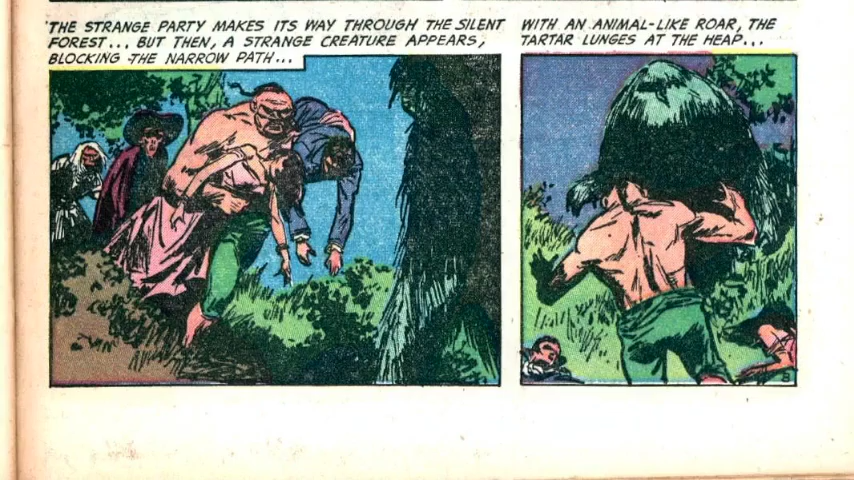 THE STRANGE PARTY MAKES ITS WAY THROUGH THE SILENT
FOREST... BUT THEN, A STRANGE CREATURE APPEARS,
BLOCKING THE NARROW PATH...
WITH AN ANIMAL-LIKE ROAR, THE
TARTAR LUNGES AT THE HEAP...
8